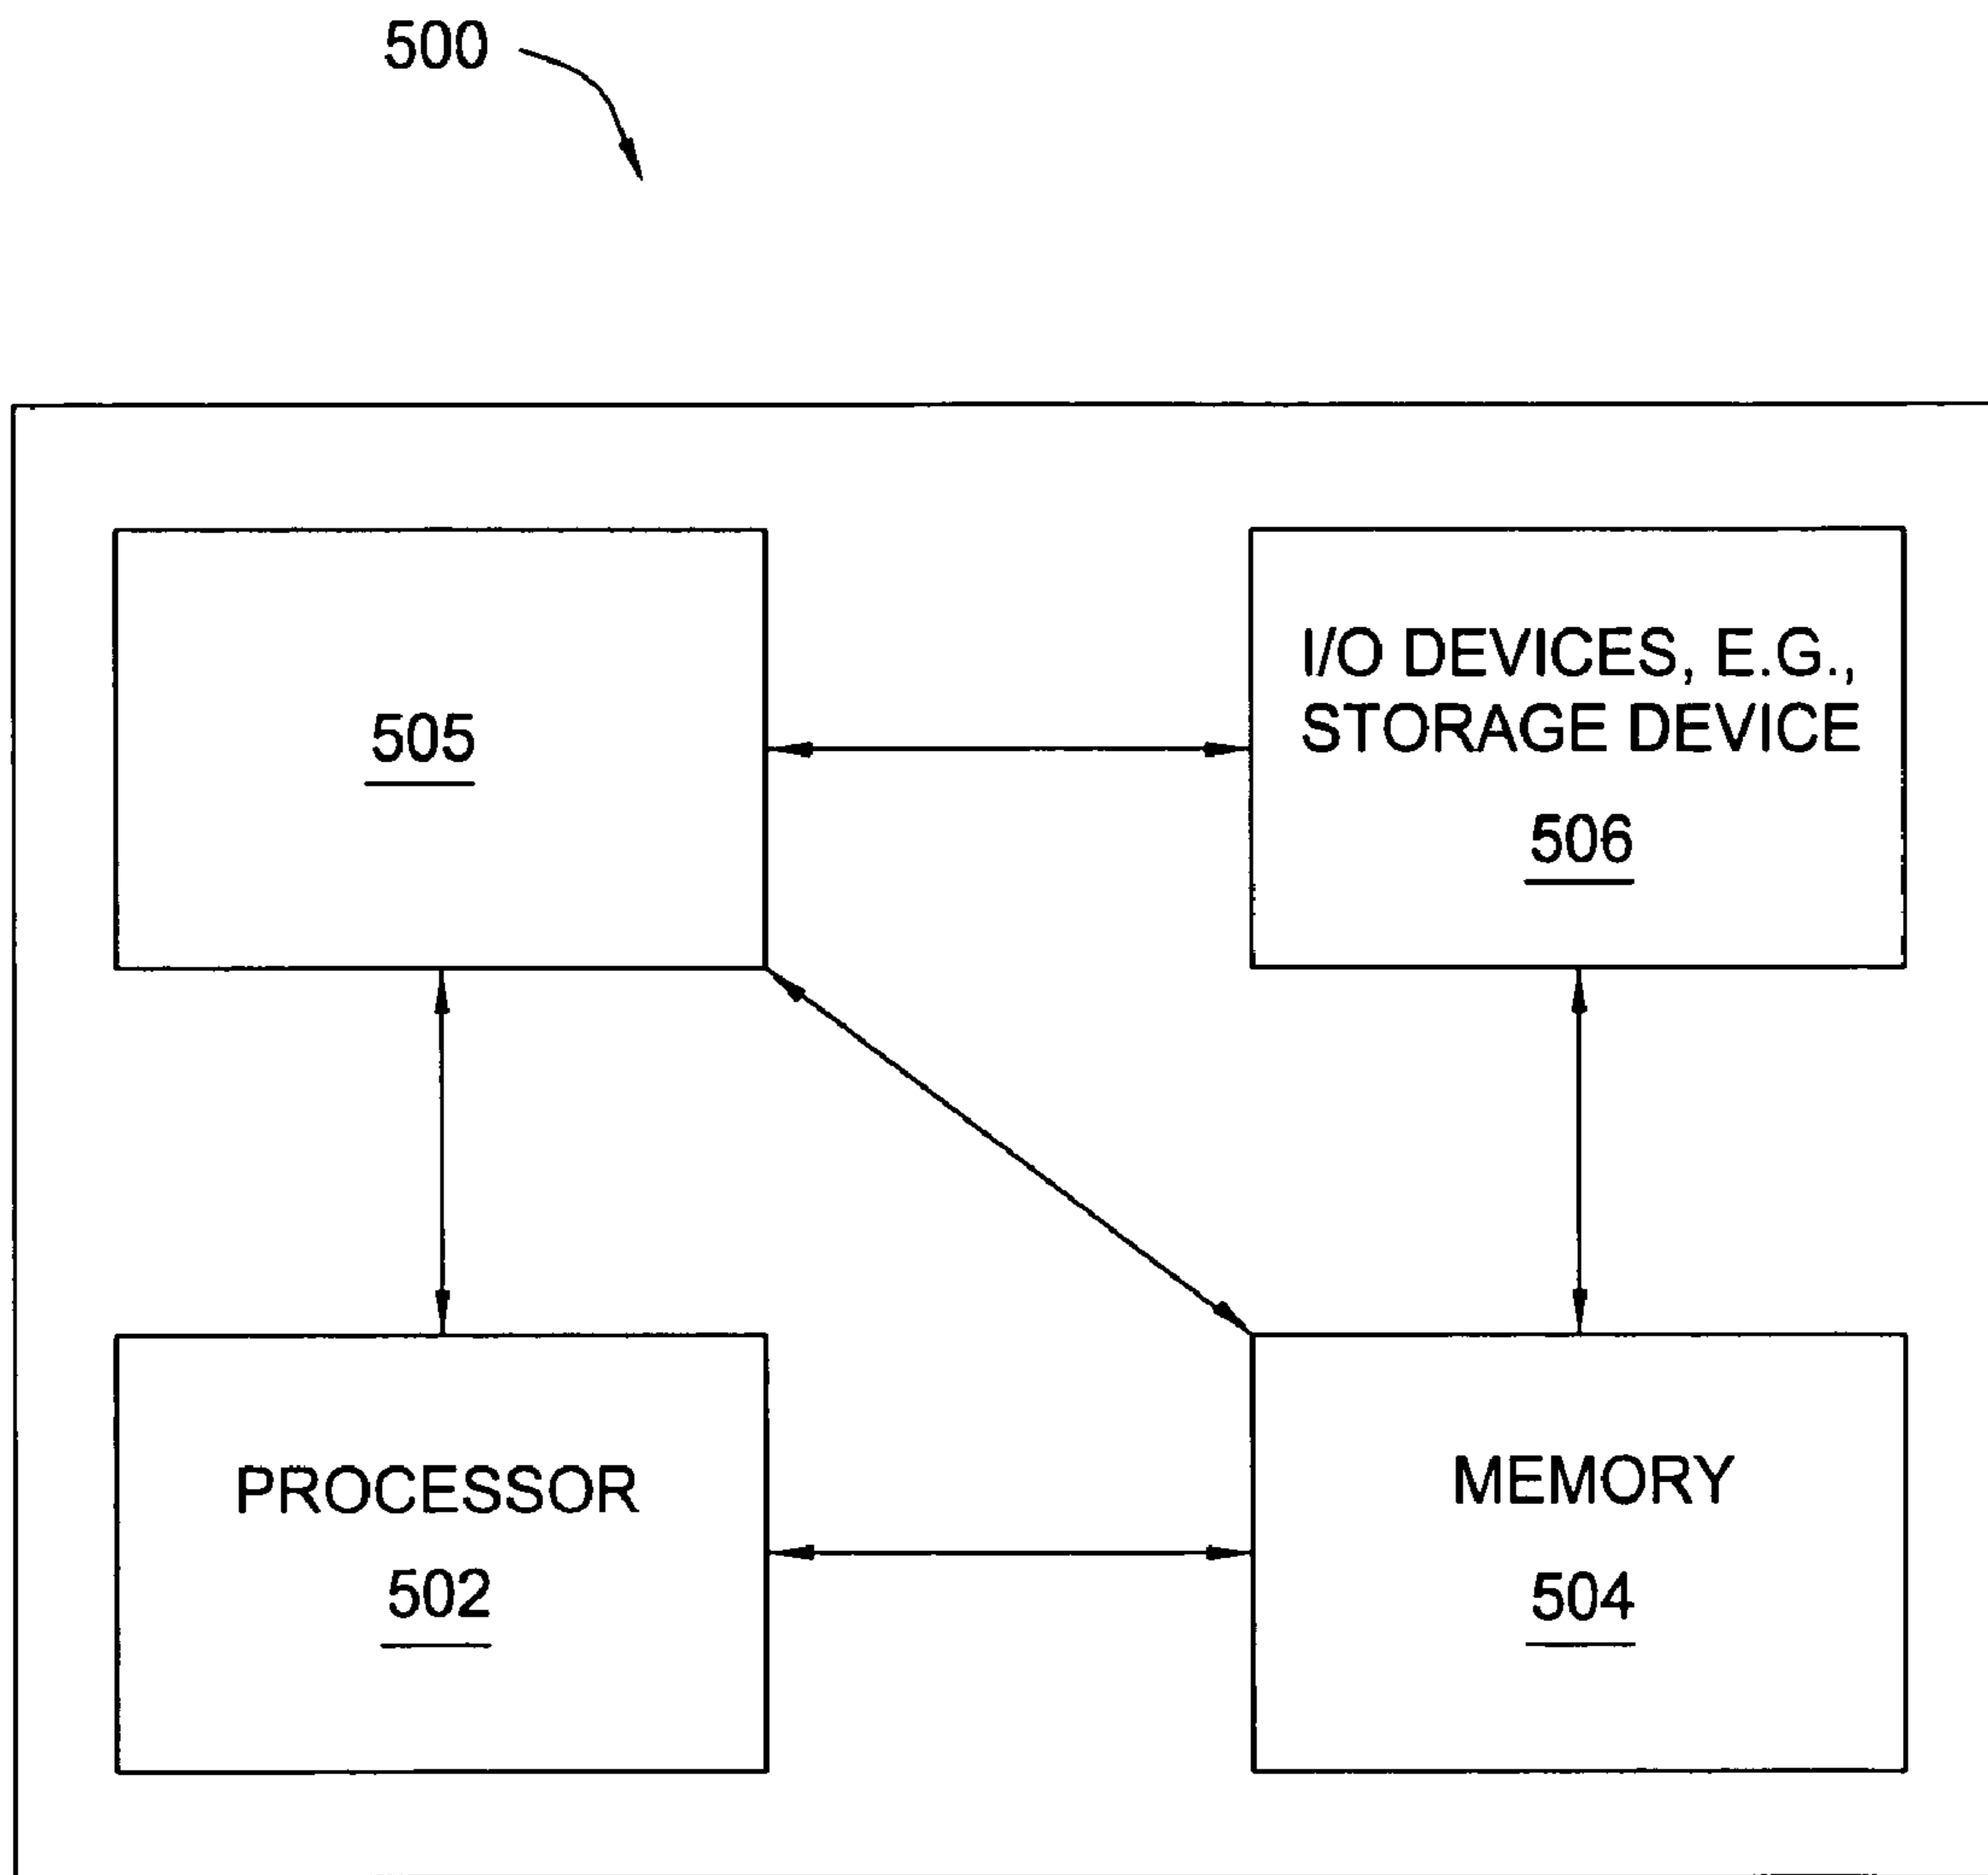 500
505
I/O DEVICES, E.G.,
STORAGE DEVICE
506
PROCESSOR
502
MEMORY
504